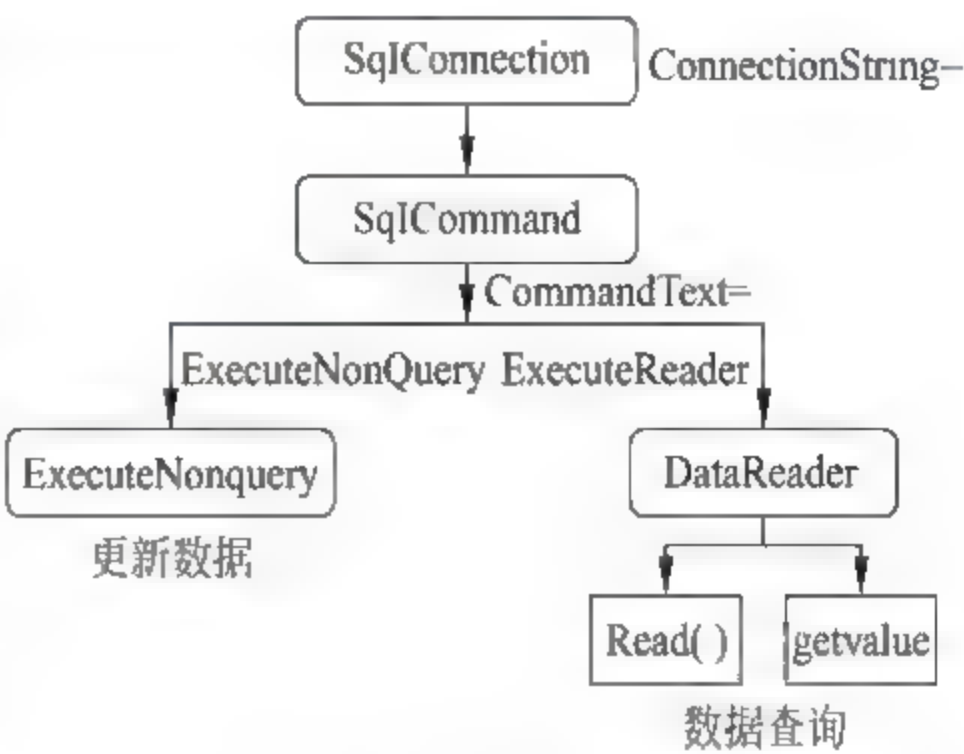 SqlConnection ConnectionString=
SqlCommand
CommandText=
ExecuteNonQuery ExecuteReader
ExecuteNonquery DataReader
更新数据
Read( ) getvalue
数据查询